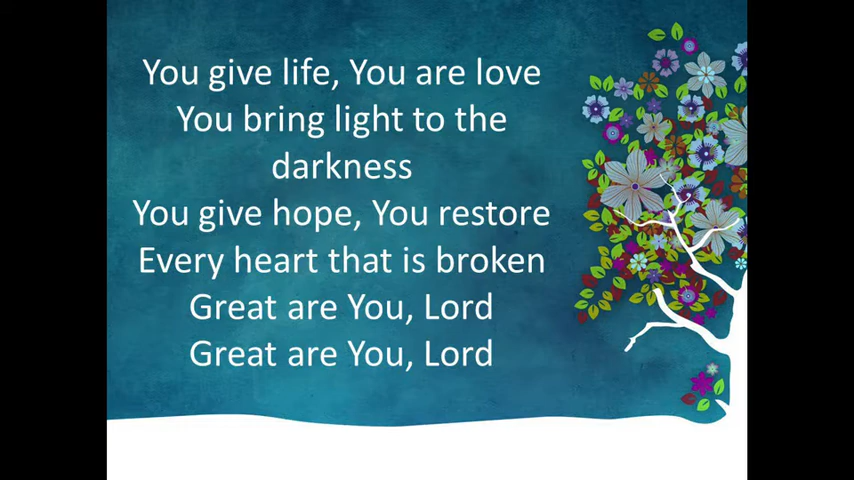 You give life, You are love
You bring light to the
darkness
You give hope, You restore
Every heart that is broken
Great are You, Lord
Great are You, Lord